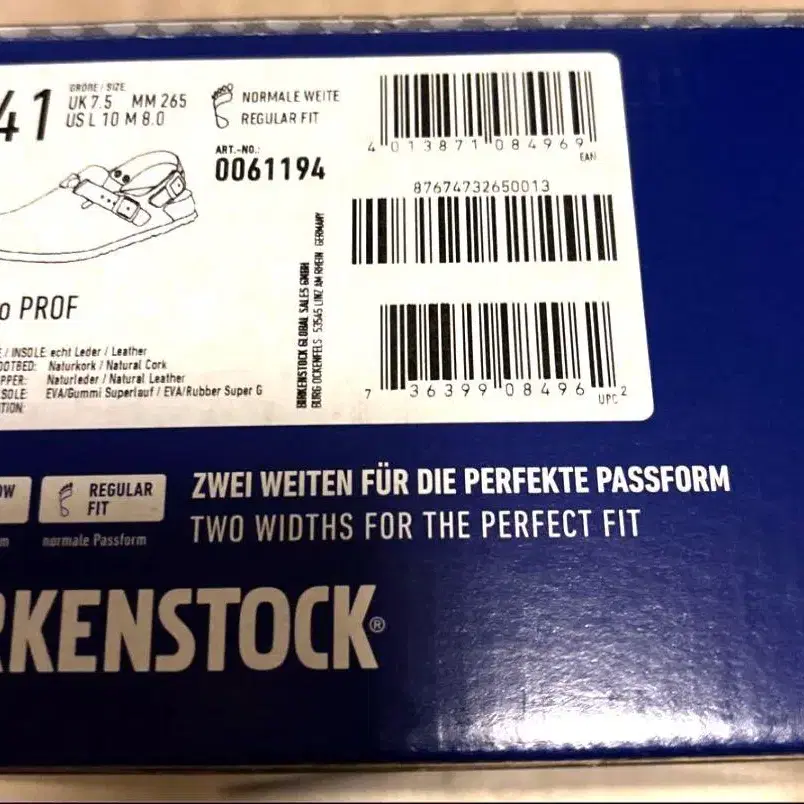 41
GRÖßE / SIZE
UK 7.5 MM 265
US L 10 M 8.0
NORMALE WEITE
REGULAR FIT
ART.-NO.:
0061194
4 013871 084969
EAN
87674732650013
BIRKENSTOCK GLOBAL SALES GMBH
BURG OCKENFELS 53545 LINZ AM RHEIN GERMANY
o PROF
/ INSOLE: echt Leder / Leather
OOTBED: Naturkork / Natural Cork
PPER: Naturleder / Natural Leather
SOLE: EVA/Gummi Superlauf / EVA/Rubber Super G
TION:
7 36399 08496 2
UPC
OW
m
REGULAR
FIT
normale Passform
ZWEI WEITEN FÜR DIE PERFEKTE PASSFORM
TWO WIDTHS FOR THE PERFECT FIT
RKENSTOCK®